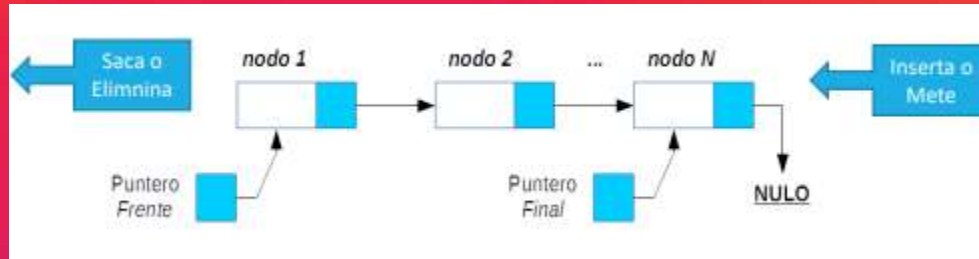 Saca o
Elimnina
nodo 1
nodo 2
...
nodo N
Inserta o
Mete
Puntero
Frente
Puntero
Final
NULO